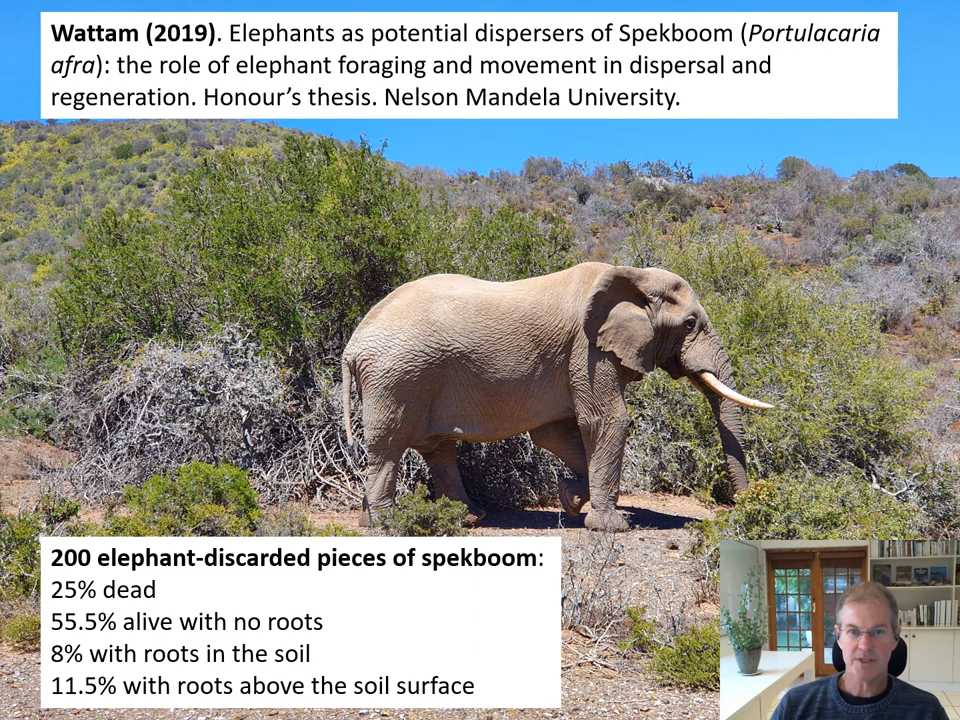 Wattam (2019). Elephants as potential dispersers of Spekboom (Portulacaria
afra): the role of elephant foraging and movement in dispersal and
regeneration. Honour's thesis. Nelson Mandela University.
200 elephant-discarded pieces of spekboom:
25% dead
55.5% alive with no roots
8% with roots in the soil
11.5% with roots above the soil surface